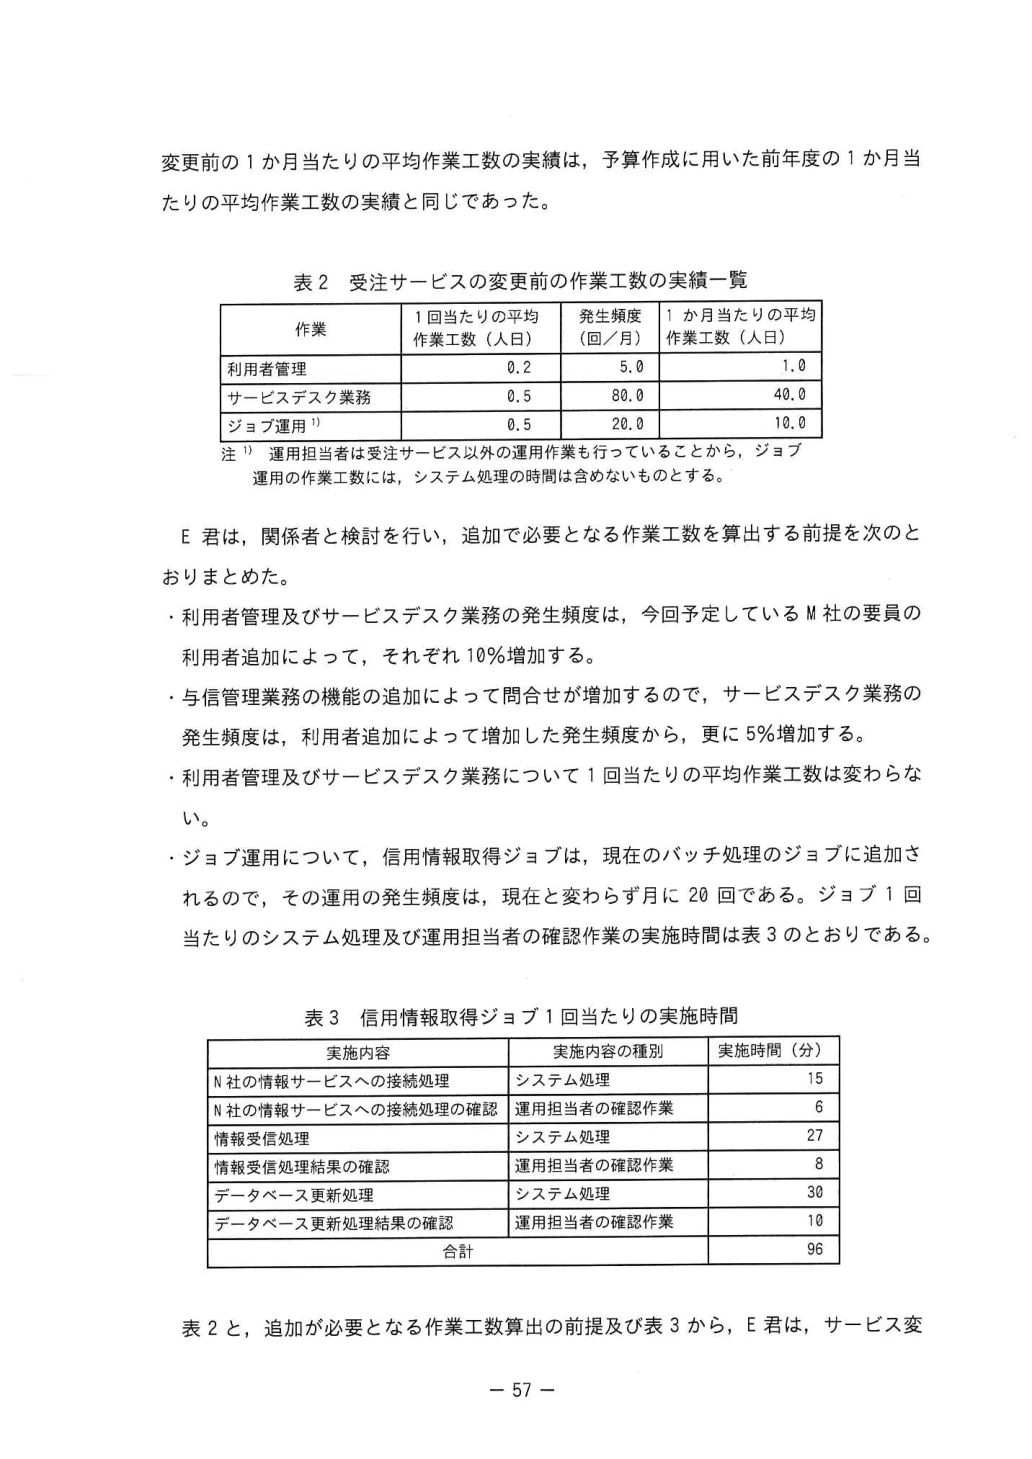 変更前の1か月当たりの平均作業工数の実績は，予算作成に用いた前年度の1か月当
たりの平均作業工数の実績と同じであった。
表2　受注サービスの変更前の作業工数の実績一覧
作業　1回当たりの平均作業工数（人日）　発生頻度（回／月）　1か月当たりの平均作業工数（人日）
利用者管理　0.2　5.0　1.0
サービスデスク業務　0.5　80.0　40.0
ジョブ運用1)　0.5　20.0　10.0
注1)　運用担当者は受注サービス以外の運用作業も行っていることから，ジョブ
運用の作業工数には，システム処理の時間は含めないものとする。
E君は，関係者と検討を行い，追加で必要となる作業工数を算出する前提を次のと
おりまとめた。
・利用者管理及びサービスデスク業務の発生頻度は，今回予定しているM社の要員の
利用者追加によって，それぞれ10％増加する。
・与信管理業務の機能の追加によって問合せが増加するので，サービスデスク業務の
発生頻度は，利用者追加によって増加した発生頻度から，更に5％増加する。
・利用者管理及びサービスデスク業務について1回当たりの平均作業工数は変わらな
い。
・ジョブ運用について，信用情報取得ジョブは，現在のバッチ処理のジョブに追加さ
れるので，その運用の発生頻度は，現在と変わらず月に20回である。ジョブ1回
当たりのシステム処理及び運用担当者の確認作業の実施時間は表3のとおりである。
表3　信用情報取得ジョブ1回当たりの実施時間
実施内容　実施内容の種別　実施時間（分）
N社の情報サービスへの接続処理　システム処理　15
N社の情報サービスへの接続処理の確認　運用担当者の確認作業　6
情報受信処理　システム処理　27
情報受信処理結果の確認　運用担当者の確認作業　8
データベース更新処理　システム処理　30
データベース更新処理結果の確認　運用担当者の確認作業　10
合計　96
表2と，追加が必要となる作業工数算出の前提及び表3から，E君は，サービス変
－57－